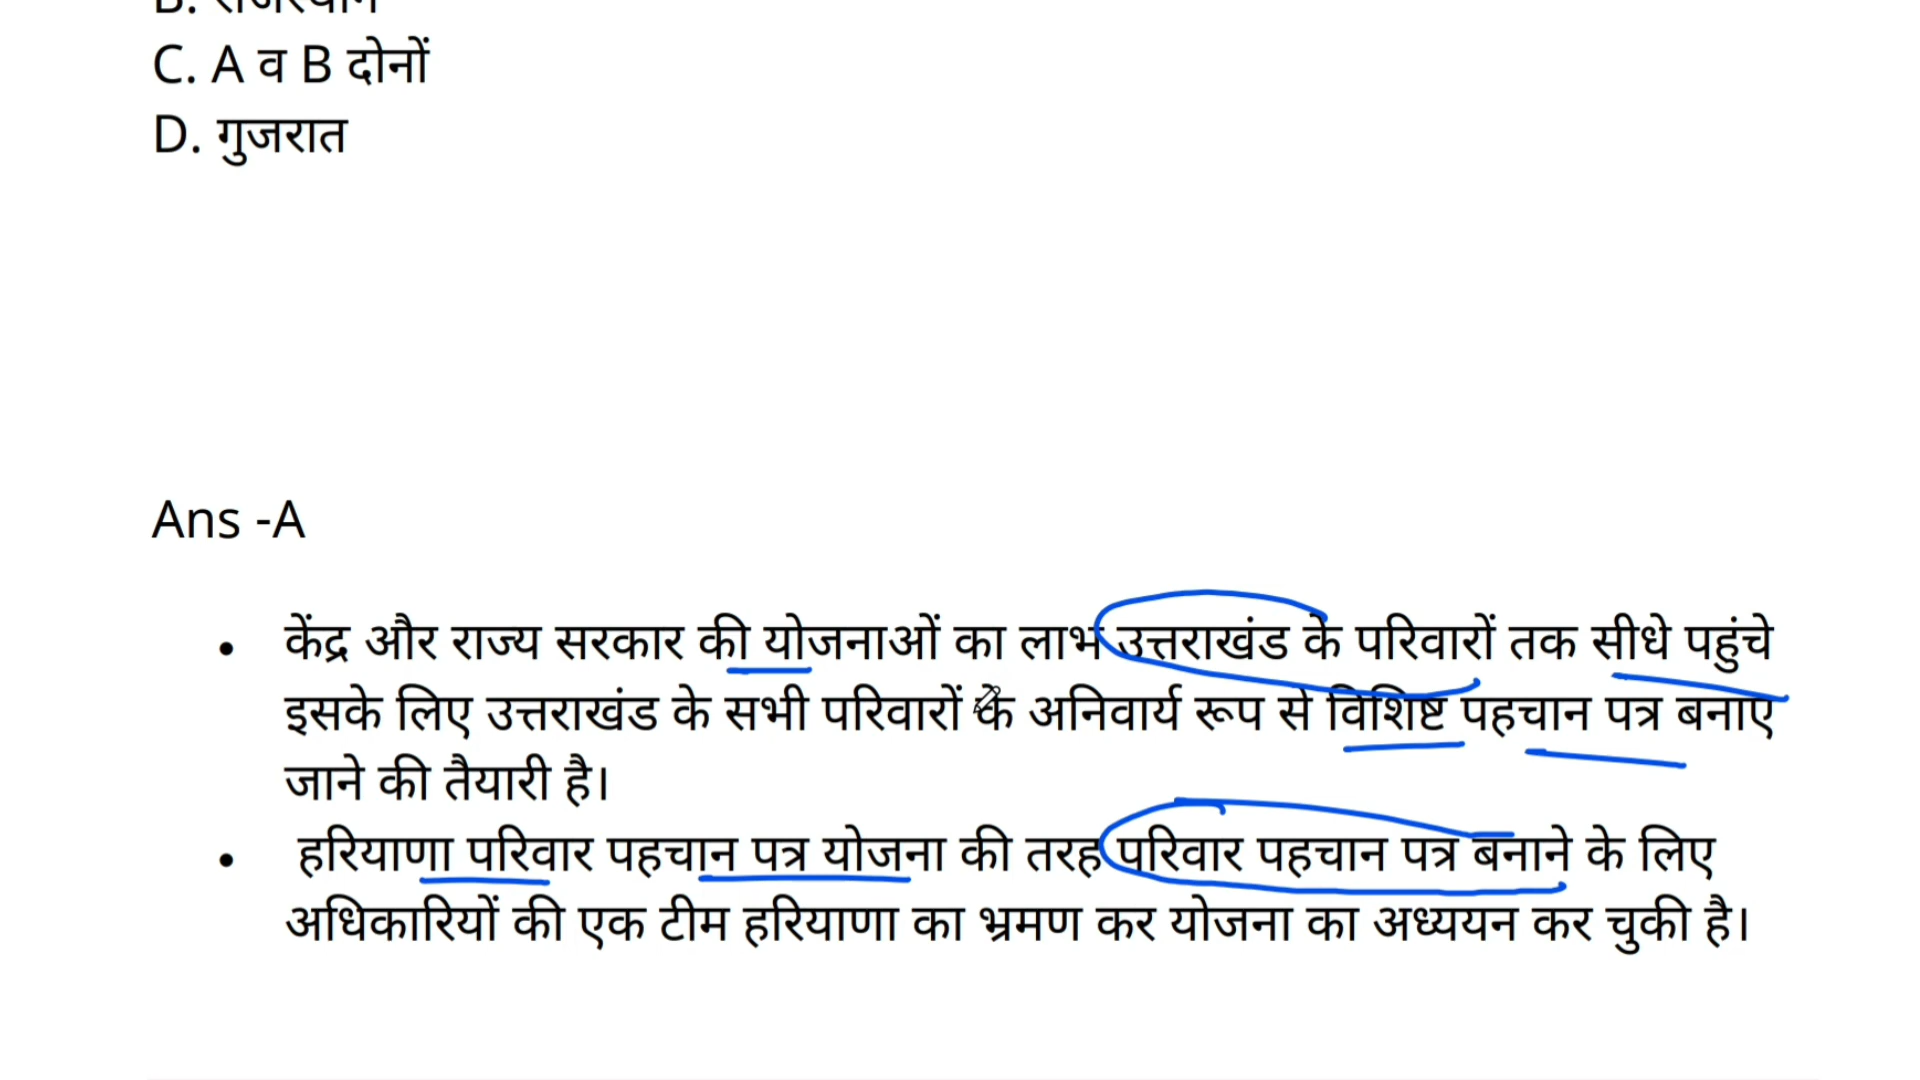 B. राजस्थान
C. A व B दोनों
D. गुजरात
Ans -A
• केंद्र और राज्य सरकार की योजनाओं का लाभ उत्तराखंड के परिवारों तक सीधे पहुंचे
इसके लिए उत्तराखंड के सभी परिवारों के अनिवार्य रूप से विशिष्ट पहचान पत्र बनाए
जाने की तैयारी है।
• हरियाणा परिवार पहचान पत्र योजना की तरह परिवार पहचान पत्र बनाने के लिए
अधिकारियों की एक टीम हरियाणा का भ्रमण कर योजना का अध्ययन कर चुकी है।